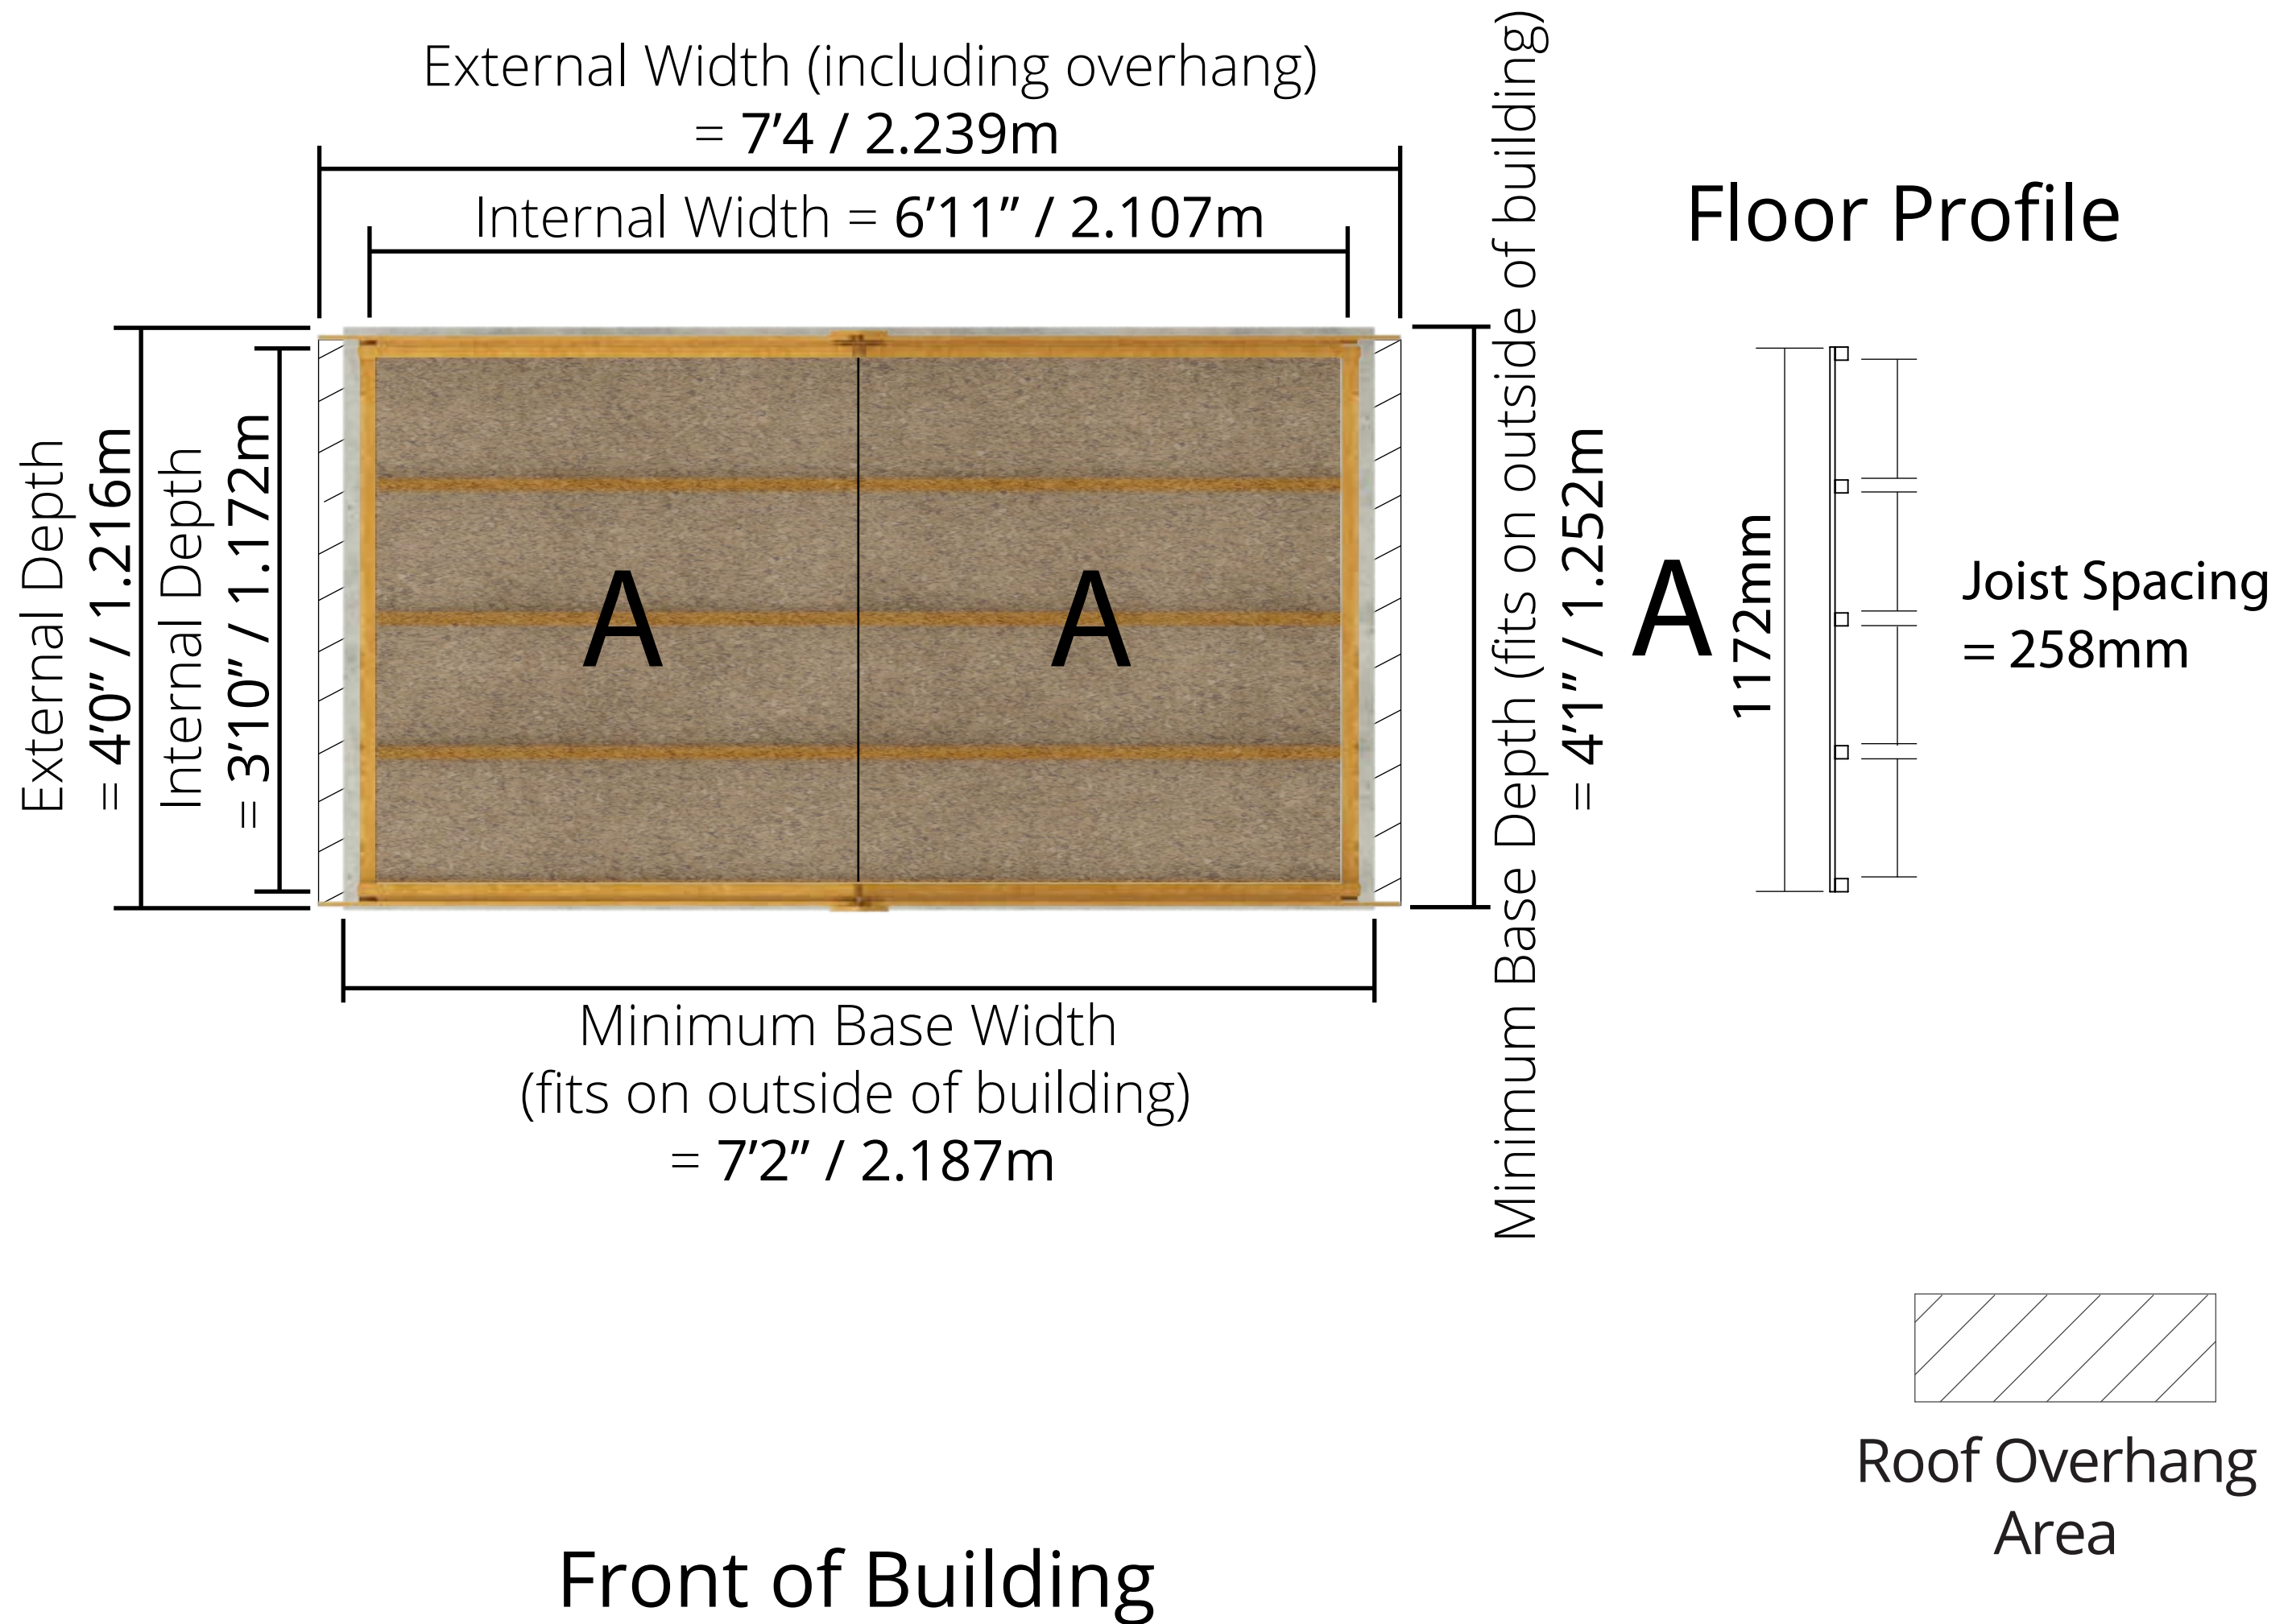 External Width (including overhang)
= 7’4 / 2.239m
Internal Width = 6’11” / 2.107m
Floor Profile
External Depth
= 4’0” / 1.216m
Internal Depth
= 3’10” / 1.172m
A
A
Minimum Base Depth (fits on outside of building)
= 4’1” / 1.252m
A
1172mm
Joist Spacing
= 258mm
Minimum Base Width
(fits on outside of building)
= 7’2” / 2.187m
Roof Overhang
Area
Front of Building